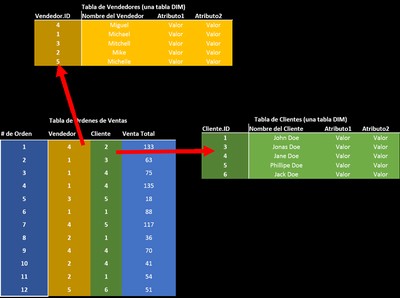 Tabla de Vendedores (una tabla DIM)
Vendedor.ID Nombre del Vendedor Atributo1 Atributo2
4 Miguel Valor Valor
1 Michael Valor Valor
3 Mitchell Valor Valor
2 Mike Valor Valor
5 Michelle Valor Valor
Tabla de Ordenes de Ventas
# de Orden Vendedor Cliente Venta Total
1 4 2 133
2 1 3 63
3 1 4 75
4 1 4 135
5 3 5 18
6 1 1 88
7 4 5 117
8 2 1 36
9 4 4 70
10 2 4 41
11 2 1 54
12 5 6 51
Tabla de Clientes (una tabla DIM)
Cliente.ID Nombre del Cliente Atributo1 Atributo2
1 John Doe Valor Valor
3 Jonas Doe Valor Valor
4 Jane Doe Valor Valor
5 Phillipe Doe Valor Valor
6 Jack Doe Valor Valor